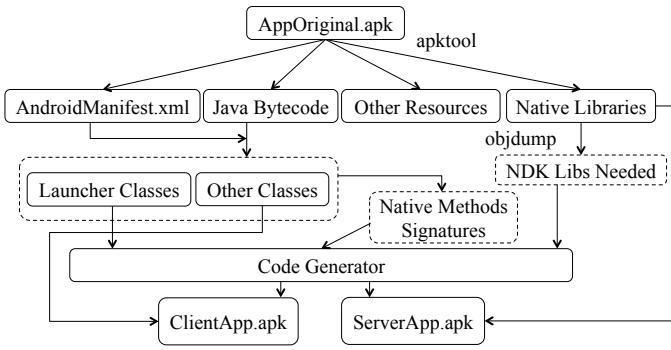 AppOriginal.apk
apktool
AndroidManifest.xml
Java Bytecode
Other Resources
Native Libraries
objdump
Launcher Classes
Other Classes
NDK Libs Needed
Native Methods
Signatures
Code Generator
ClientApp.apk
ServerApp.apk